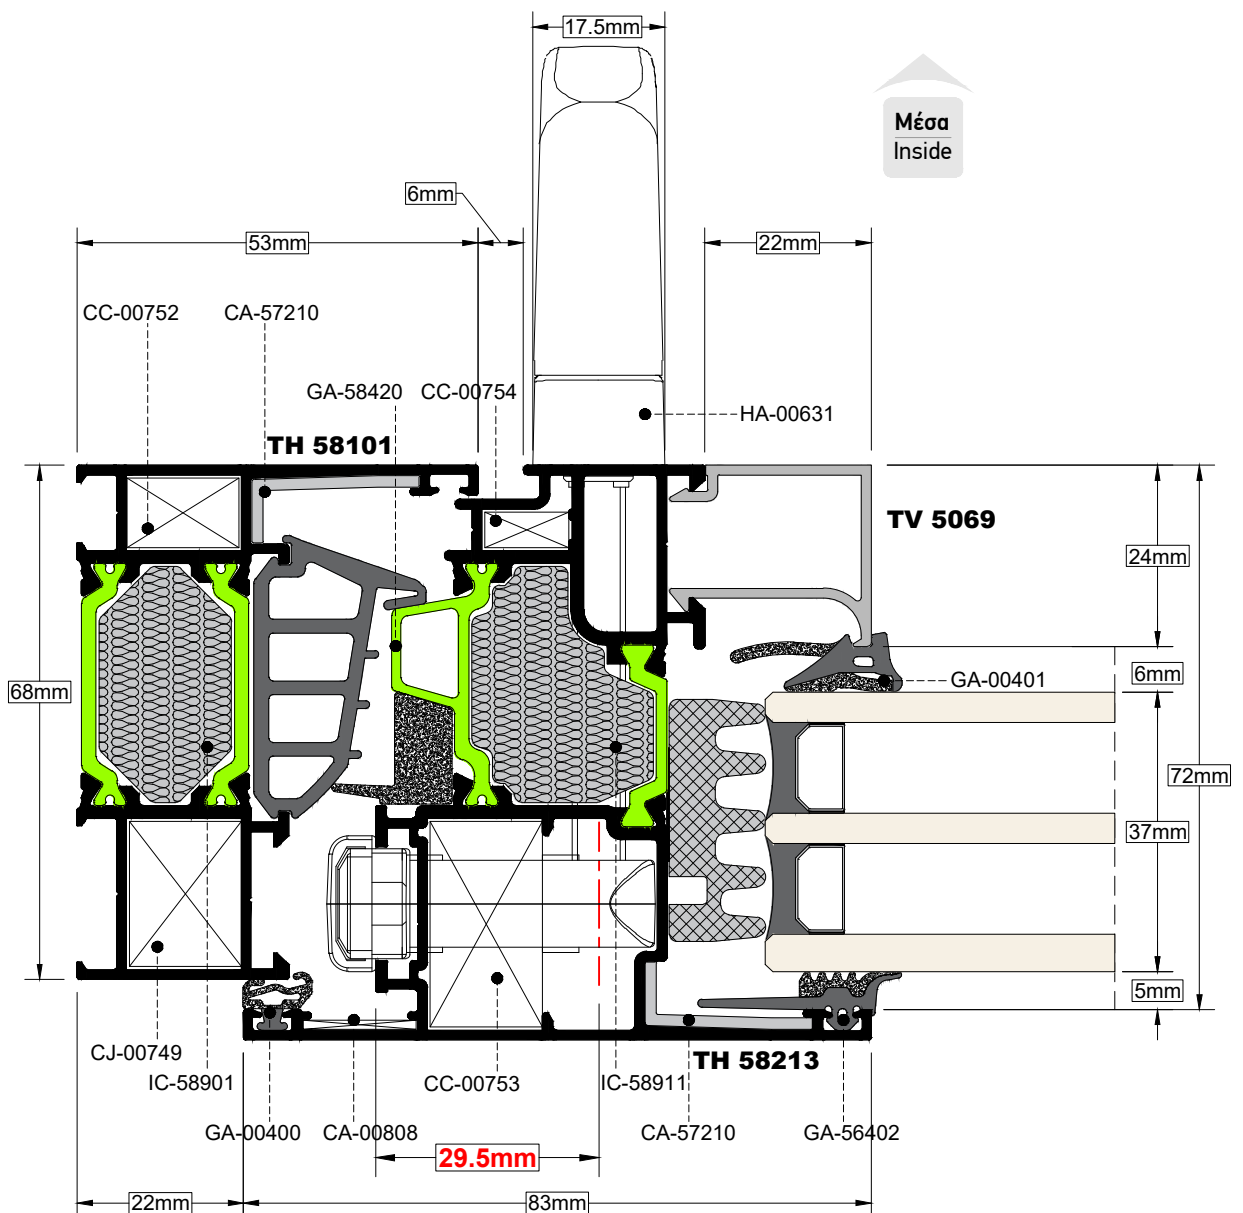 17.5mm
Μέσα
Inside
6mm
53mm
22mm
CC-00752
CA-57210
GA-58420
CC-00754
HA-00631
TH 58101
TV 5069
24mm
6mm
GA-00401
68mm
72mm
37mm
5mm
CJ-00749
IC-58901
CC-00753
IC-58911
TH 58213
GA-00400
CA-00808
CA-57210
GA-56402
29.5mm
22mm
83mm